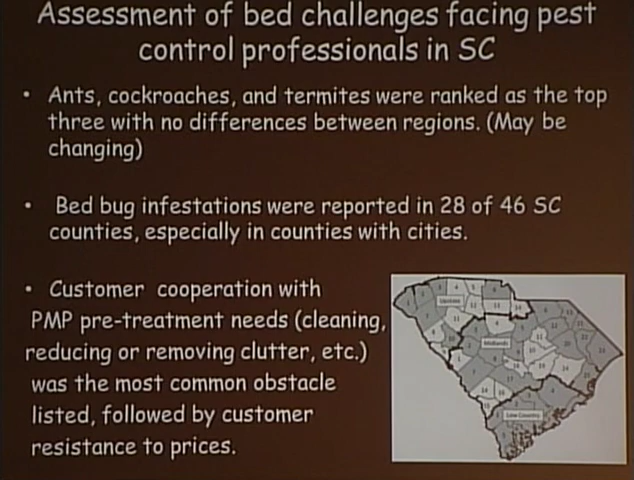 Assessment of bed challenges facing pest
control professionals in SC
• Ants, cockroaches, and termites were ranked as the top
three with no differences between regions. (May be
changing)
• Bed bug infestations were reported in 28 of 46 SC
counties, especially in counties with cities.
• Customer cooperation with
PMP pre-treatment needs (cleaning,
reducing or removing clutter, etc.)
was the most common obstacle
listed, followed by customer
resistance to prices.
Upstate
Midlands
Low Country